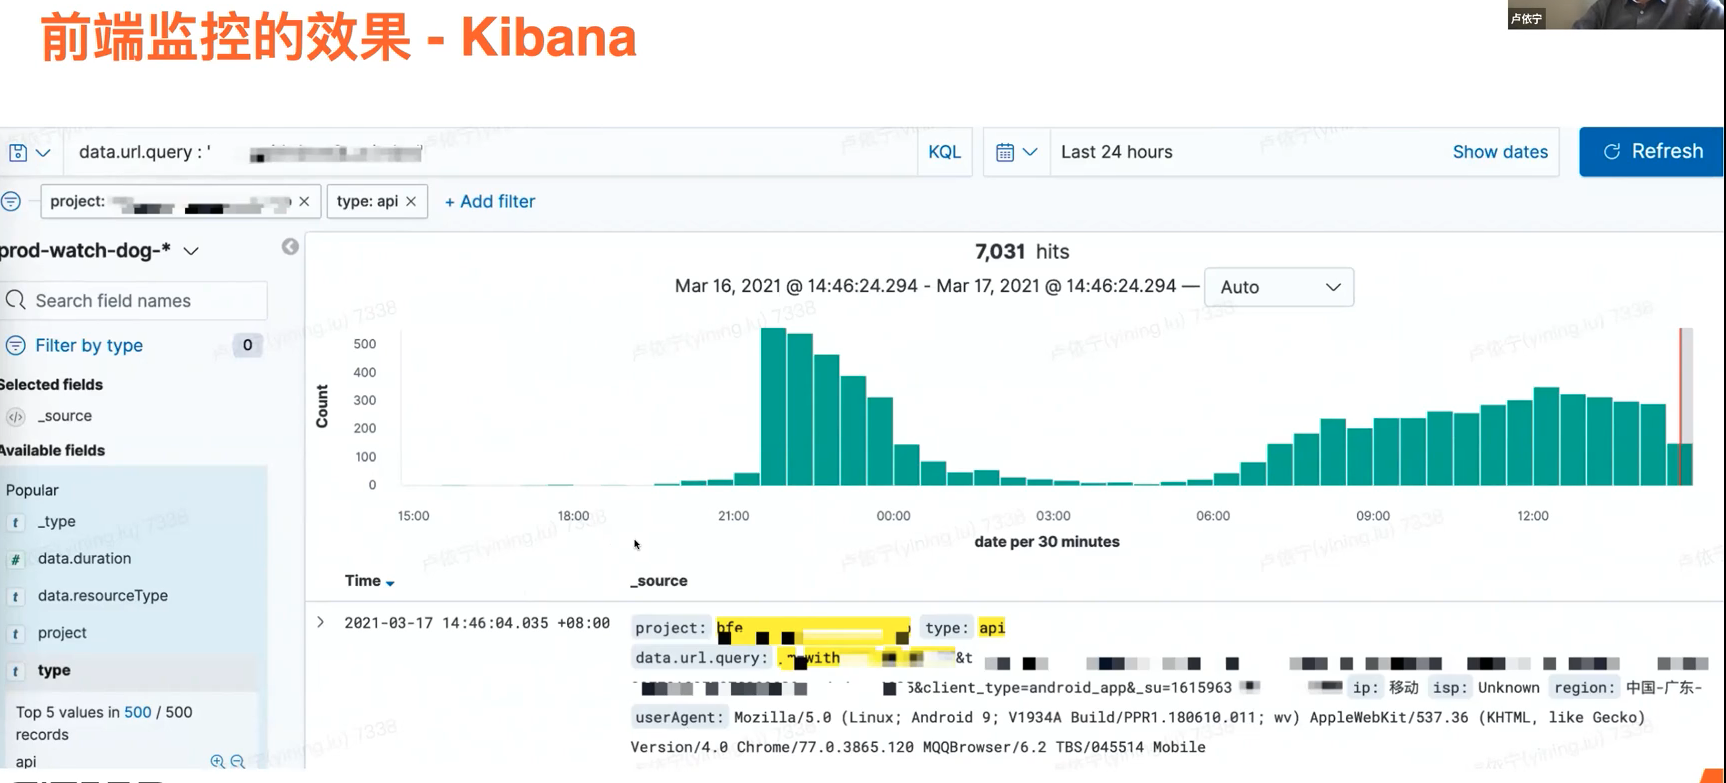 前端监控的效果 - Kibana
卢依宁
data.url.query : '
KQL
Last 24 hours
Show dates
Refresh
project:
type: api
+ Add filter
prod-watch-dog-*
Search field names
Filter by type
0
Selected fields
_source
Available fields
Popular
t _type
# data.duration
t data.resourceType
t project
t type
Top 5 values in 500 / 500
records
api
7,031 hits
Mar 16, 2021 @ 14:46:24.294 - Mar 17, 2021 @ 14:46:24.294 —
Auto
Count
500
400
300
200
100
0
15:00 18:00 21:00 00:00 03:00 06:00 09:00 12:00
date per 30 minutes
Time _source
2021-03-17 14:46:04.035 +08:00
project: bfe type: api
data.url.query: with &t
5&client_type=android_app&_su=1615963 ip: 移动 isp: Unknown region: 中国-广东-
userAgent: Mozilla/5.0 (Linux; Android 9; V1934A Build/PPR1.180610.011; wv) AppleWebKit/537.36 (KHTML, like Gecko)
Version/4.0 Chrome/77.0.3865.120 MQQBrowser/6.2 TBS/045514 Mobile
卢依宁(yining.lu) 7338